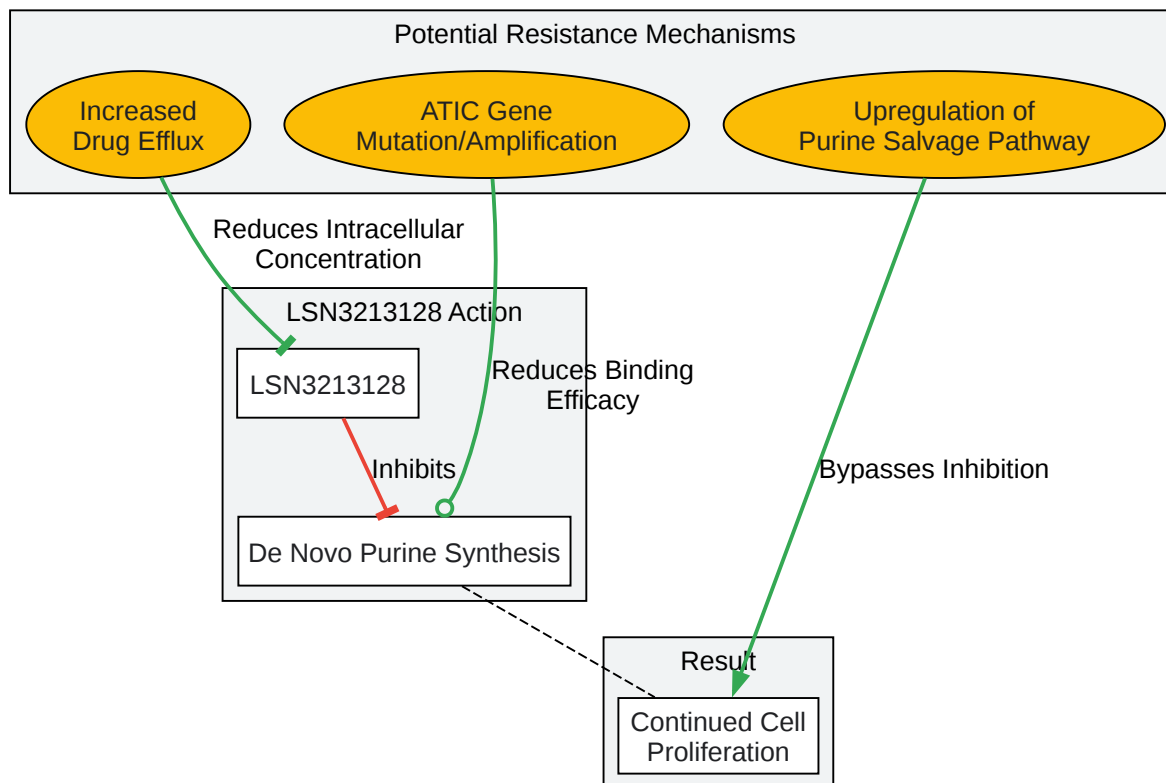 Potential Resistance Mechanisms
Increased
Drug Efflux
ATIC Gene
Mutation/Amplification
Upregulation of
Purine Salvage Pathway
Reduces Intracellular
Concentration
LSN3213128 Action
LSN3213128
Reduces Binding
Efficacy
Inhibits
Bypasses Inhibition
De Novo Purine Synthesis
Result
Continued Cell
Proliferation